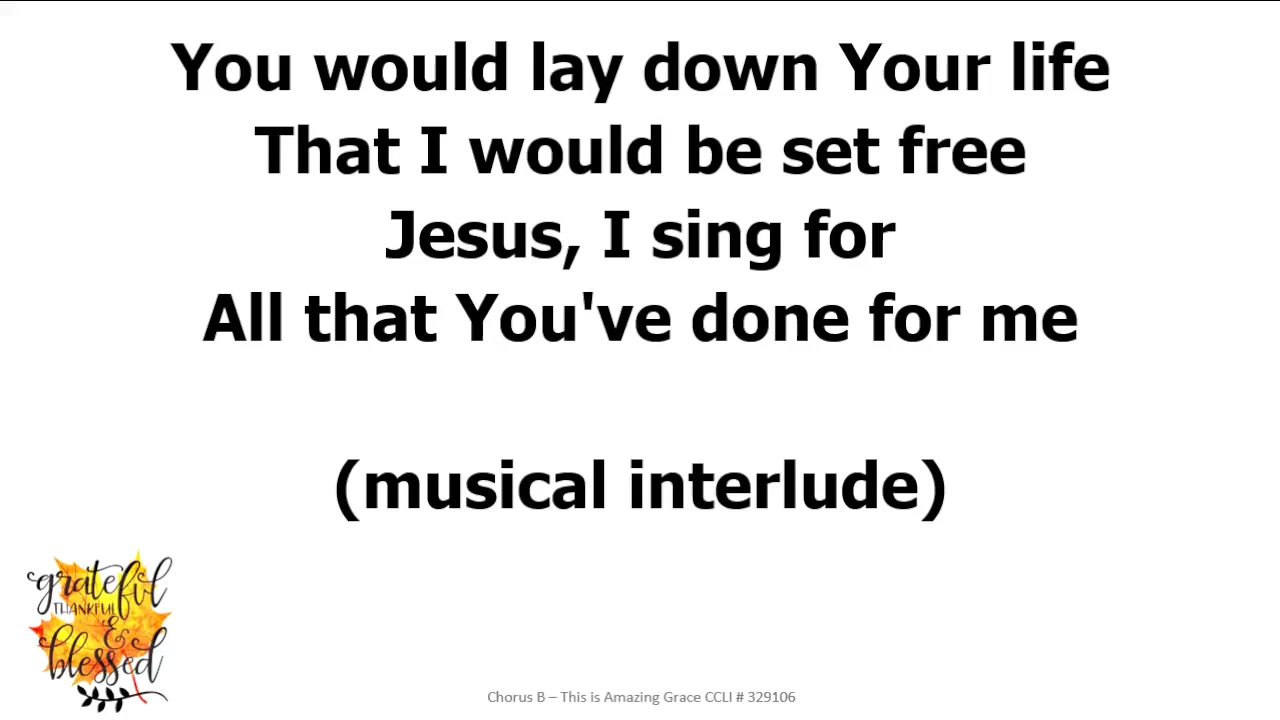 You would lay down Your life
That I would be set free
Jesus, I sing for
All that You've done for me
(musical interlude)
grateful
THANKFUL
&
blessed
Chorus B – This is Amazing Grace CCLI # 329106